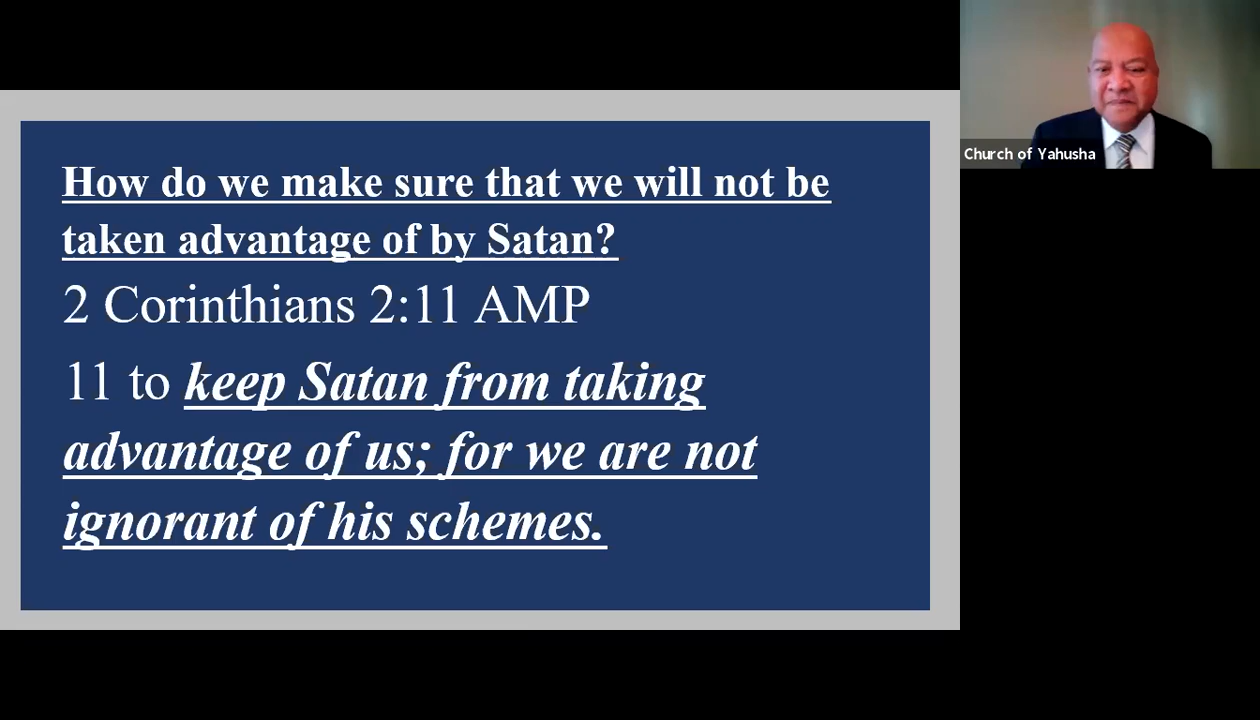 How do we make sure that we will not be
taken advantage of by Satan?
2 Corinthians 2:11 AMP
11 to keep Satan from taking
advantage of us; for we are not
ignorant of his schemes.
Church of Yahusha